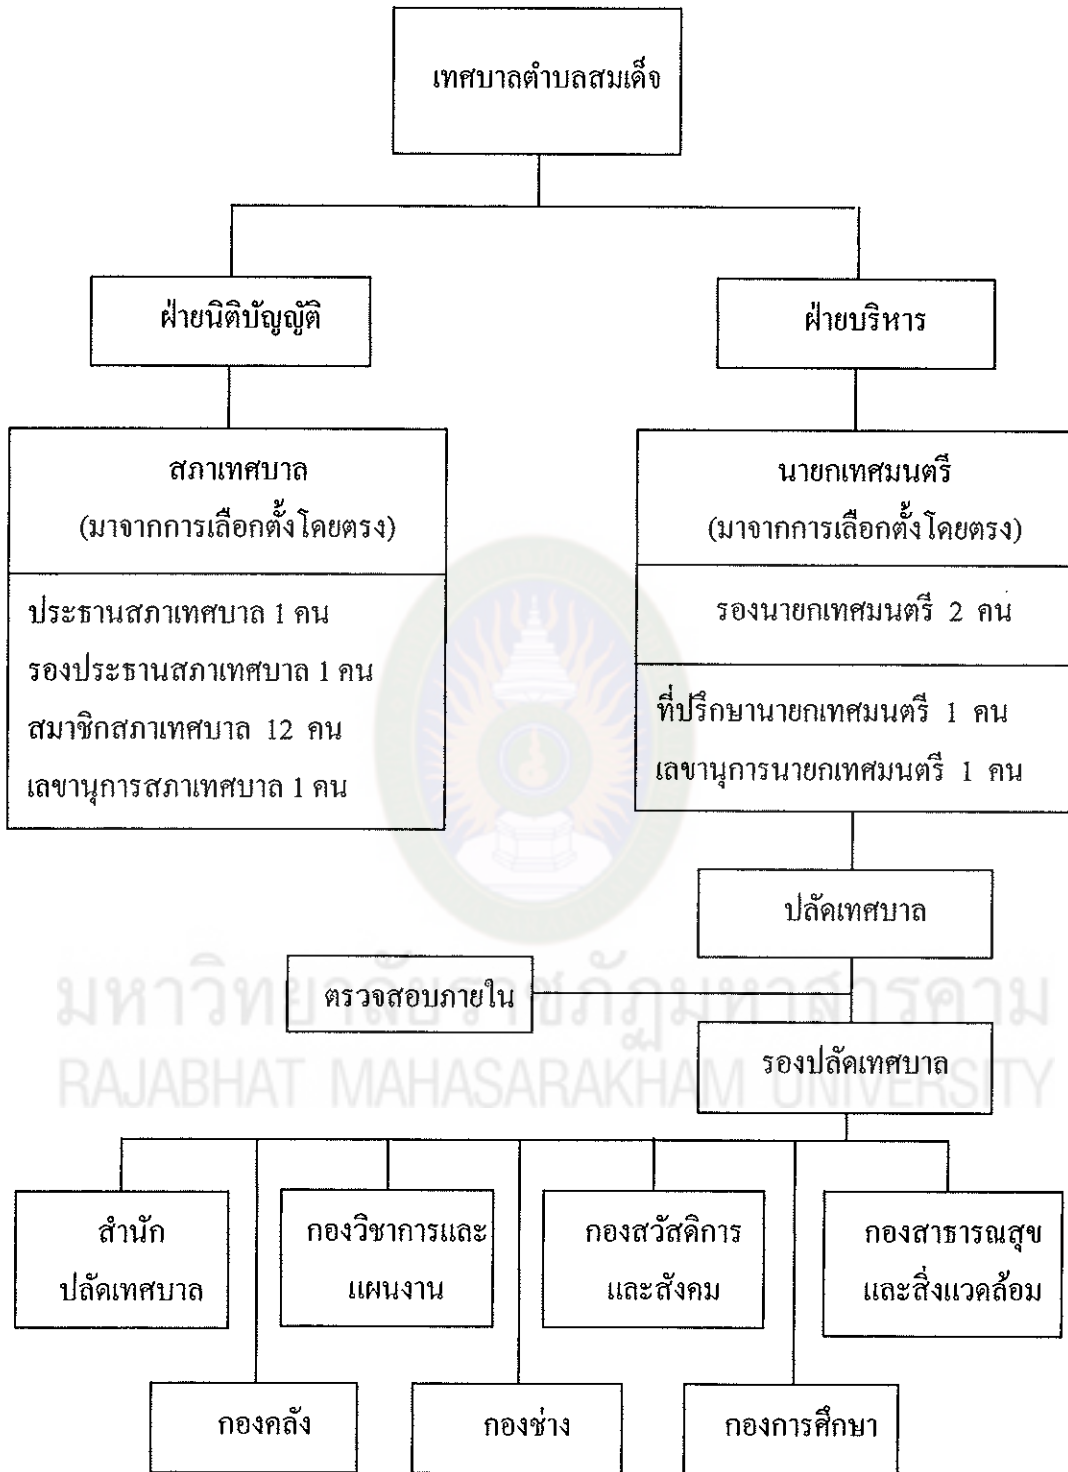 เทศบาลตำบลสมเด็จ
ฝ่ายนิติบัญญัติ
ฝ่ายบริหาร
สภาเทศบาล
(มาจากการเลือกตั้งโดยตรง)
ประธานสภาเทศบาล 1 คน
รองประธานสภาเทศบาล 1 คน
สมาชิกสภาเทศบาล 12 คน
เลขานุการสภาเทศบาล 1 คน
นายกเทศมนตรี
(มาจากการเลือกตั้งโดยตรง)
รองนายกเทศมนตรี 2 คน
ที่ปรึกษานายกเทศมนตรี 1 คน
เลขานุการนายกเทศมนตรี 1 คน
ปลัดเทศบาล
ตรวจสอบภายใน
มหาวิทยาลัยราชภัฏมหาสารคาม
RAJABHAT MAHASARAKHAM UNIVERSITY
รองปลัดเทศบาล
สำนัก
ปลัดเทศบาล
กองวิชาการและ
แผนงาน
กองสวัสดิการ
และสังคม
กองสาธารณสุข
และสิ่งแวดล้อม
กองคลัง
กองช่าง
กองการศึกษา